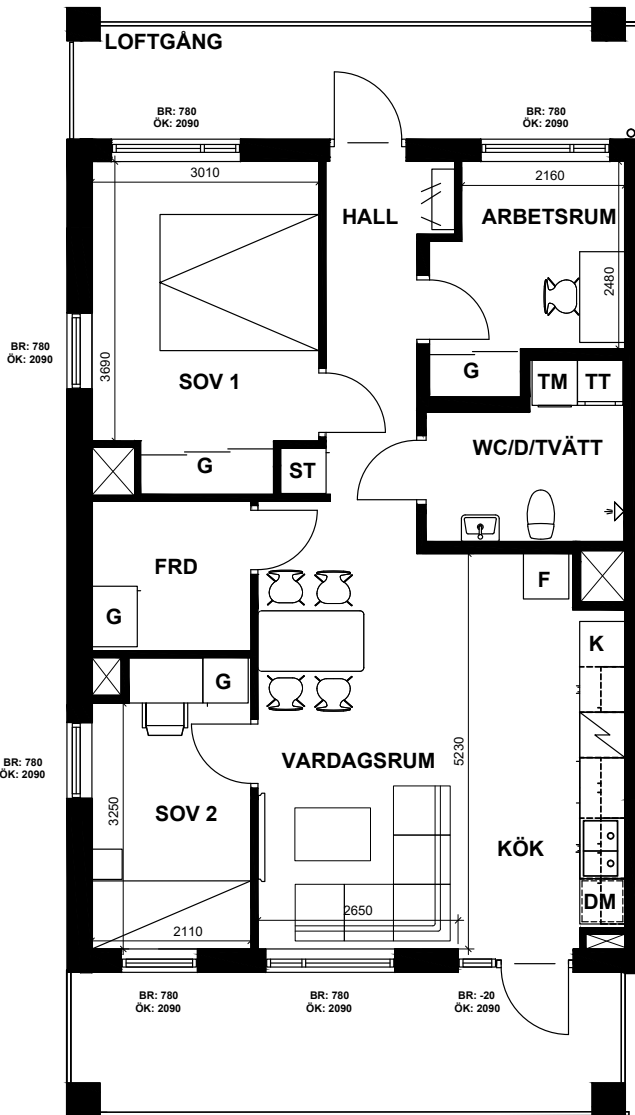 LOFTGÅNG
BR: 780
ÖK: 2090
BR: 780
ÖK: 2090
3010
2160
HALL
ARBETSRUM
2480
BR: 780
ÖK: 2090
3690
SOV 1
G
TM
TT
G
ST
WC/D/TVÄTT
FRD
F
G
K
G
BR: 780
ÖK: 2090
VARDAGSRUM
5230
3250
SOV 2
KÖK
DM
2650
2110
BR: 780
ÖK: 2090
BR: 780
ÖK: 2090
BR: -20
ÖK: 2090